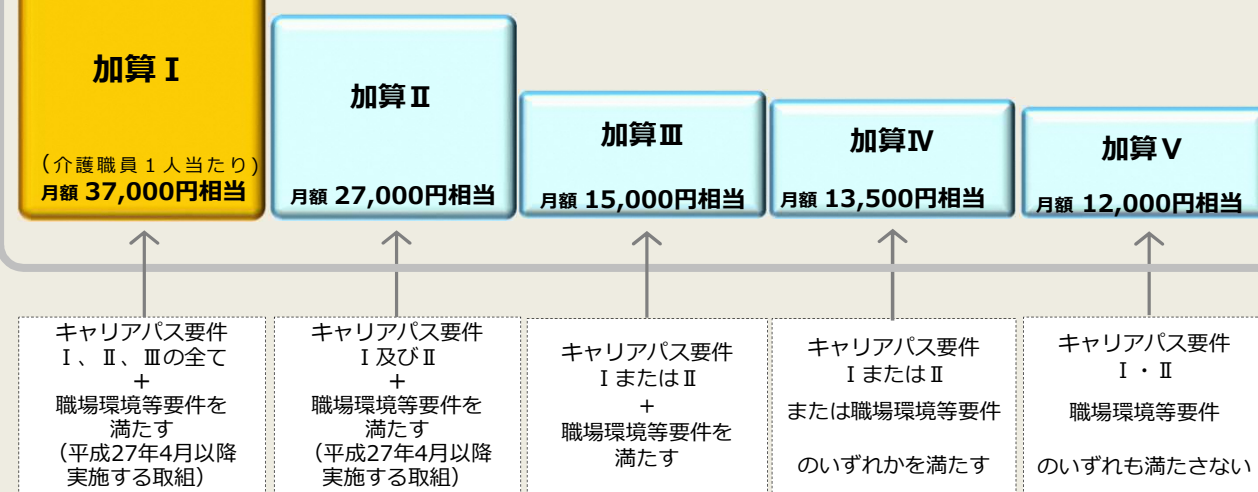 加算Ⅰ
（介護職員１人当たり)
月額 37,000円相当
加算Ⅱ
月額 27,000円相当
加算Ⅲ
月額 15,000円相当
加算Ⅳ
月額 13,500円相当
加算Ⅴ
月額 12,000円相当
キャリアパス要件
Ⅰ、Ⅱ、Ⅲの全て
+
職場環境等要件を
満たす
（平成27年4月以降
実施する取組）
キャリアパス要件
Ⅰ及びⅡ
+
職場環境等要件を
満たす
（平成27年4月以降
実施する取組）
キャリアパス要件
ⅠまたはⅡ
+
職場環境等要件を
満たす
キャリアパス要件
ⅠまたはⅡ
または職場環境等要件
のいずれかを満たす
キャリアパス要件
Ⅰ・Ⅱ
職場環境等要件
のいずれも満たさない